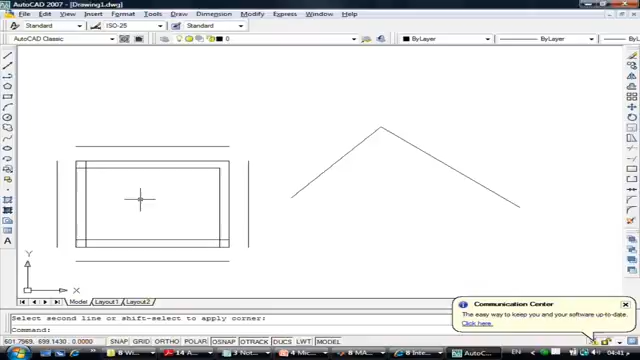 AutoCAD 2007 - [Drawing1.dwg]
File Edit View Insert Format Tools Draw Dimension Modify Express Window Help
Standard ISO-25 Standard
AutoCAD Classic 0 ByLayer ByLayer
Y
X
Model Layout1 Layout2
Communication Center
The easy way to keep you and your software up-to-date.
Click here.
Select second line or shift-select to apply corner:
Command:
601.7569, 699.1430, 0.0000 SNAP GRID ORTHO POLAR OSNAP OTRACK DUCS LWT MODEL
EN 04:41